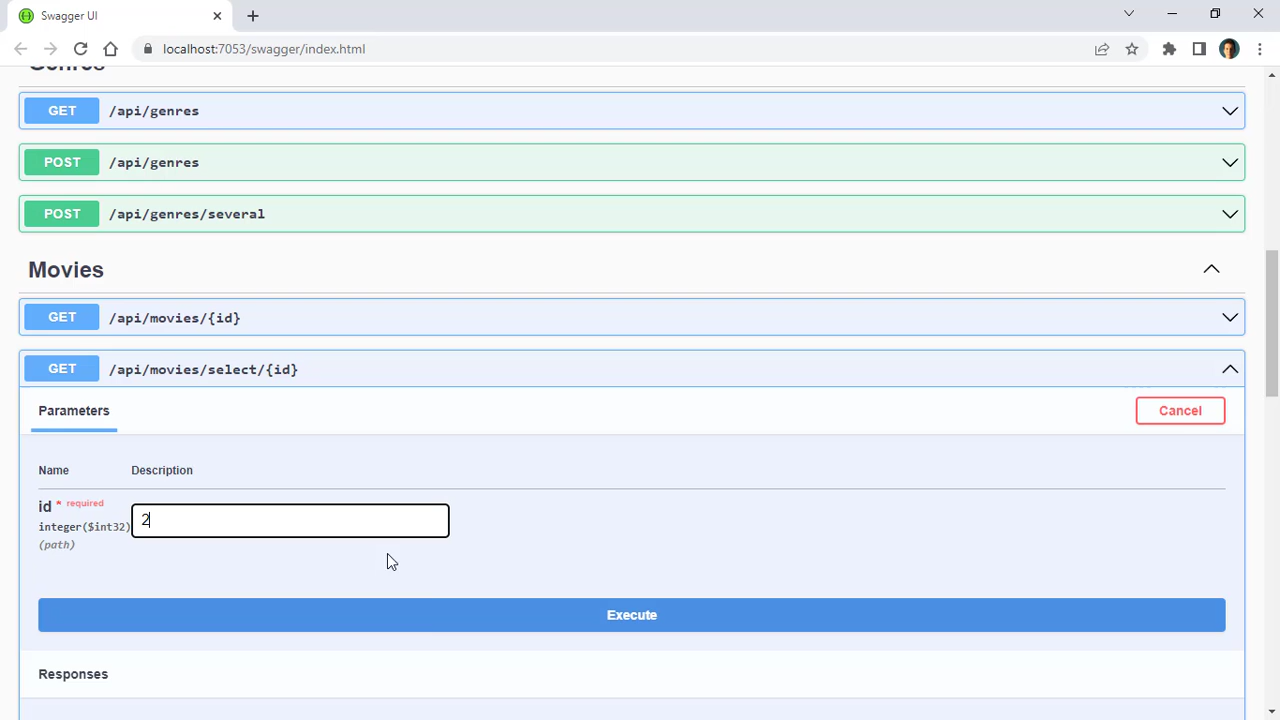 Swagger UI
localhost:7053/swagger/index.html
Genres
GET /api/genres
POST /api/genres
POST /api/genres/several
Movies
GET /api/movies/{id}
GET /api/movies/select/{id}
Parameters
Cancel
Name Description
id * required
integer($int32)
(path)
2
Execute
Responses